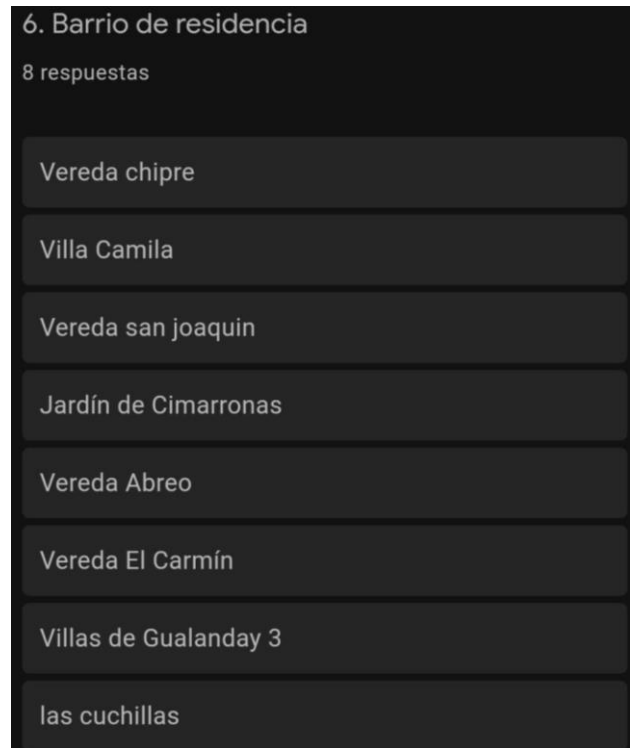 6. Barrio de residencia
8 respuestas
Vereda chipre
Villa Camila
Vereda san joaquin
Jardín de Cimarronas
Vereda Abreo
Vereda El Carmín
Villas de Gualanday 3
las cuchillas